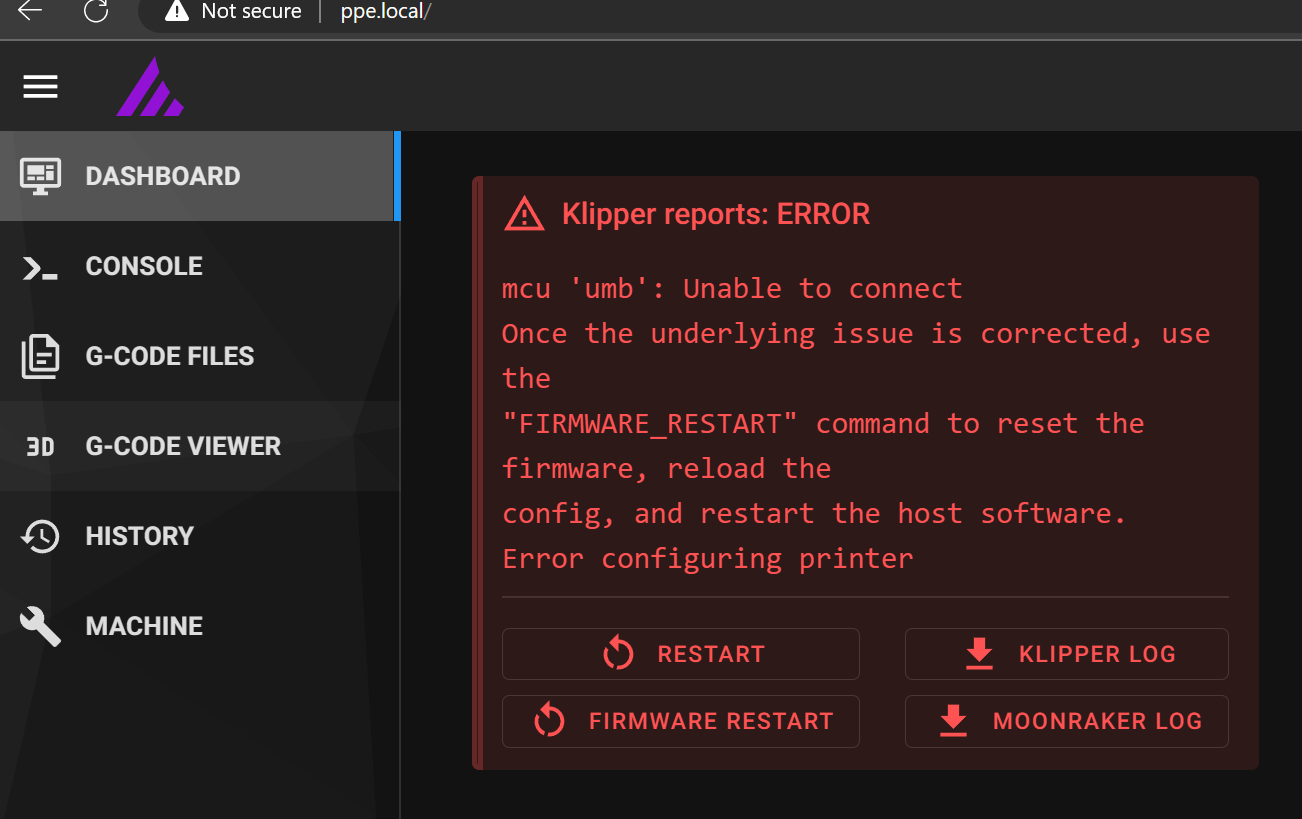 Not secure
ppe.local/
DASHBOARD
CONSOLE
G-CODE FILES
3D G-CODE VIEWER
HISTORY
MACHINE
Klipper reports: ERROR
mcu 'umb': Unable to connect
Once the underlying issue is corrected, use
the
"FIRMWARE_RESTART" command to reset the
firmware, reload the
config, and restart the host software.
Error configuring printer
RESTART
KLIPPER LOG
FIRMWARE RESTART
MOONRAKER LOG